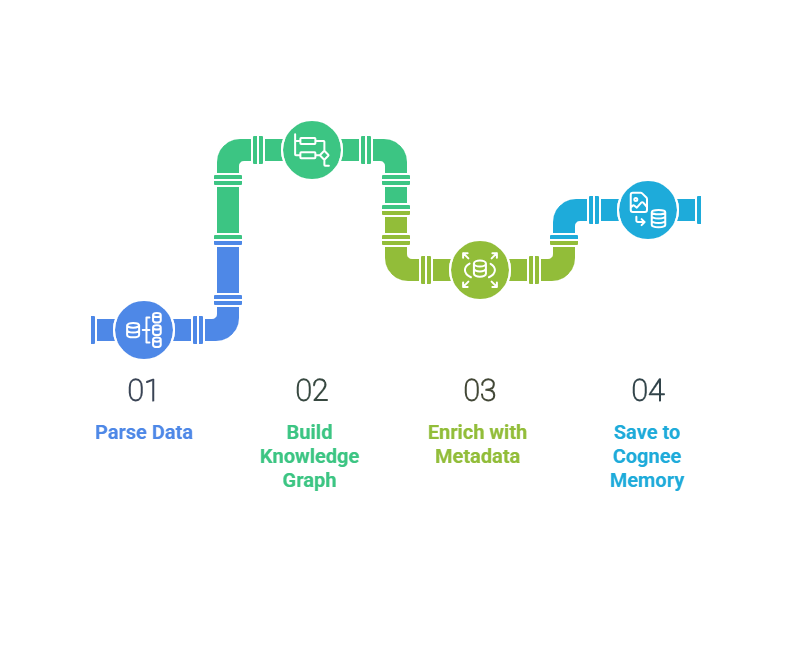 01
Parse Data
02
Build
Knowledge
Graph
03
Enrich with
Metadata
04
Save to
Cognee
Memory